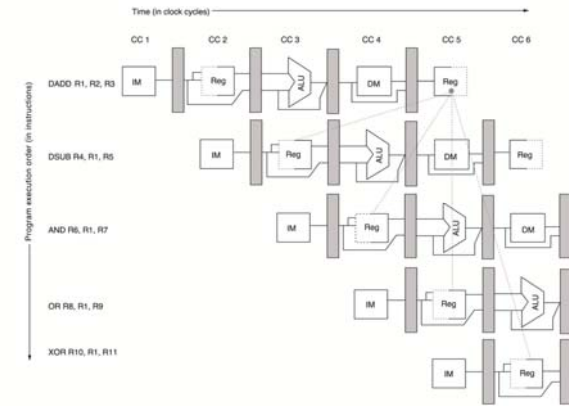 Time (in clock cycles)
CC 1 CC 2 CC 3 CC 4 CC 5 CC 6
Program execution order (in instructions)
DADD R1, R2, R3 IM Reg ALU DM Reg
DSUB R4, R1, R5 IM Reg ALU DM Reg
AND R6, R1, R7 IM Reg ALU DM
OR R8, R1, R9 IM Reg ALU
XOR R10, R1, R11 IM Reg